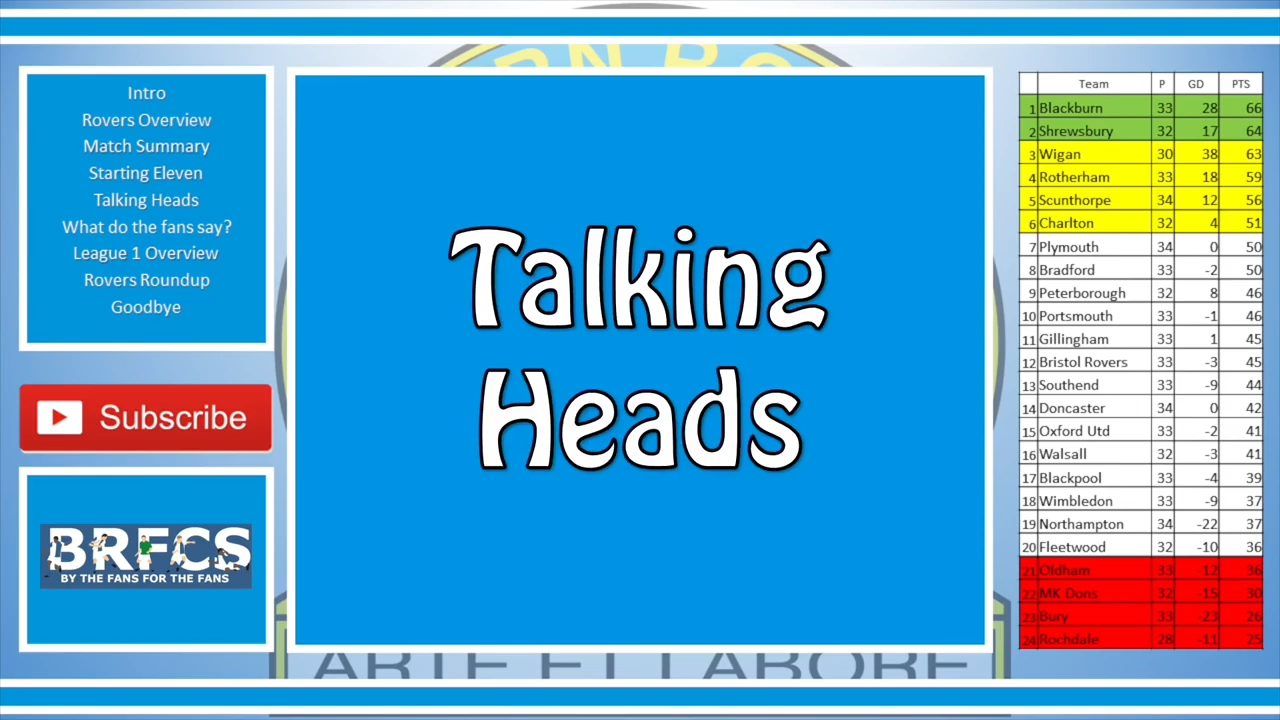 RN RO
Intro
Rovers Overview
Match Summary
Starting Eleven
Talking Heads
What do the fans say?
League 1 Overview
Rovers Roundup
Goodbye
Subscribe
BRFCS
BY THE FANS FOR THE FANS
Talking
Heads
ARTE ET LABORE
Team P GD PTS
1 Blackburn 33 28 66
2 Shrewsbury 32 17 64
3 Wigan 30 38 63
4 Rotherham 33 18 59
5 Scunthorpe 34 12 56
6 Charlton 32 4 51
7 Plymouth 34 0 50
8 Bradford 33 -2 50
9 Peterborough 32 8 46
10 Portsmouth 33 -1 46
11 Gillingham 33 1 45
12 Bristol Rovers 33 -3 45
13 Southend 33 -9 44
14 Doncaster 34 0 42
15 Oxford Utd 33 -2 41
16 Walsall 32 -3 41
17 Blackpool 33 -4 39
18 Wimbledon 33 -9 37
19 Northampton 34 -22 37
20 Fleetwood 32 -10 36
21 Oldham 33 -12 36
22 MK Dons 32 -15 30
23 Bury 33 -23 26
24 Rochdale 28 -11 25